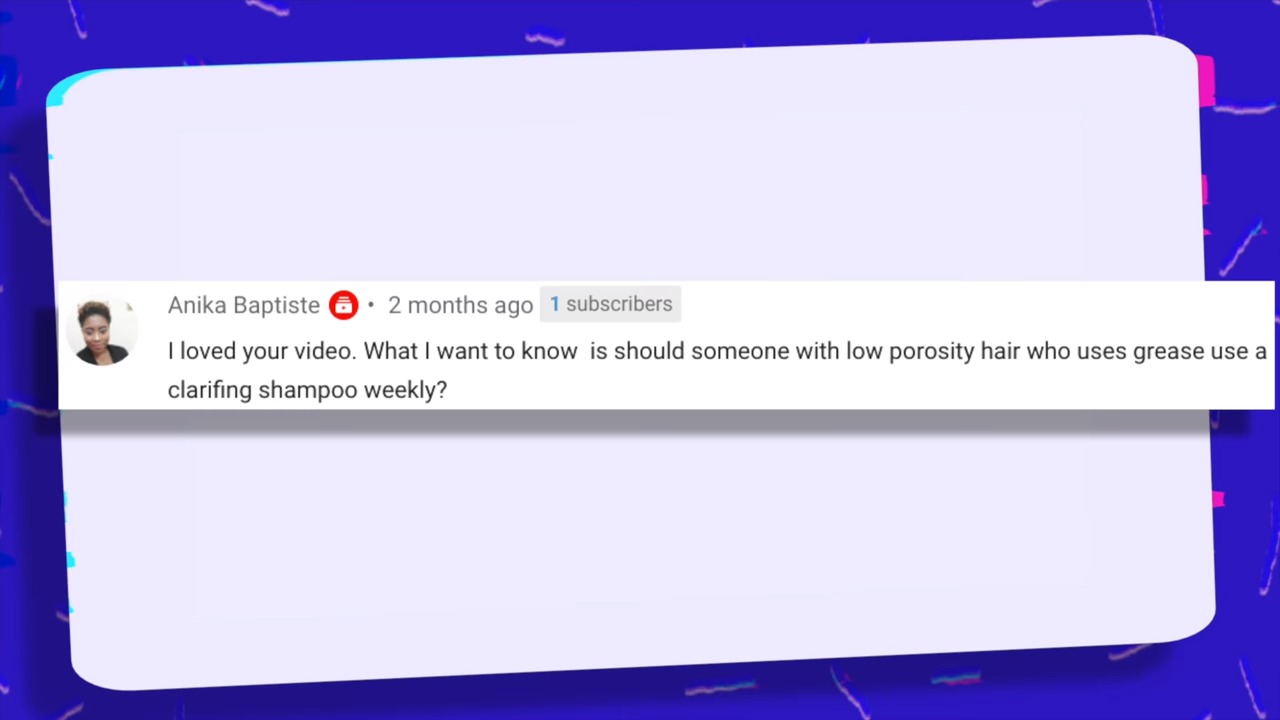 Anika Baptiste • 2 months ago 1 subscribers
I loved your video. What I want to know is should someone with low porosity hair who uses grease use a
clarifing shampoo weekly?